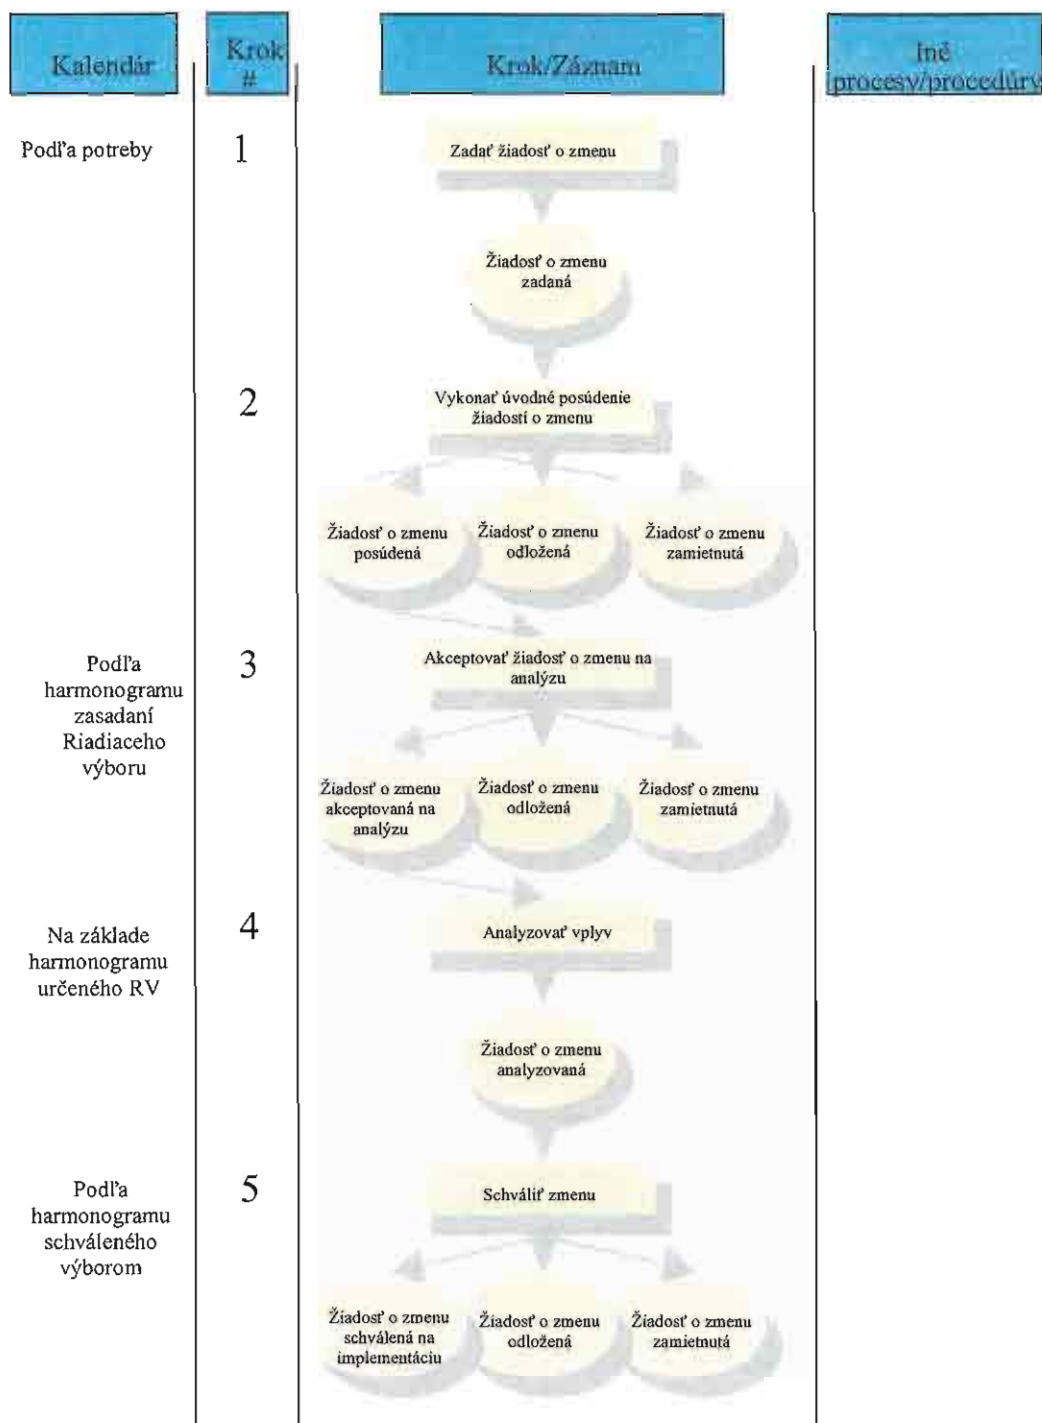 Kalendár
Krok
#
Krok/Záznam
Iné
procesy/procedúry
Podľa potreby
1
Zadať žiadosť o zmenu
Žiadosť o zmenu
zadaná
2
Vykonať úvodné posúdenie
žiadostí o zmenu
Žiadosť o zmenu
posúdená
Žiadosť o zmenu
odložená
Žiadosť o zmenu
zamietnutá
Podľa
harmonogramu
zasadaní
Riadiaceho
výboru
3
Akceptovať žiadosť o zmenu na
analýzu
Žiadosť o zmenu
akceptovaná na
analýzu
Žiadosť o zmenu
odložená
Žiadosť o zmenu
zamietnutá
Na základe
harmonogramu
určeného RV
4
Analyzovať vplyv
Žiadosť o zmenu
analyzovaná
Podľa
harmonogramu
schváleného
výborom
5
Schváliť zmenu
Žiadosť o zmenu
schválená na
implementáciu
Žiadosť o zmenu
odložená
Žiadosť o zmenu
zamietnutá